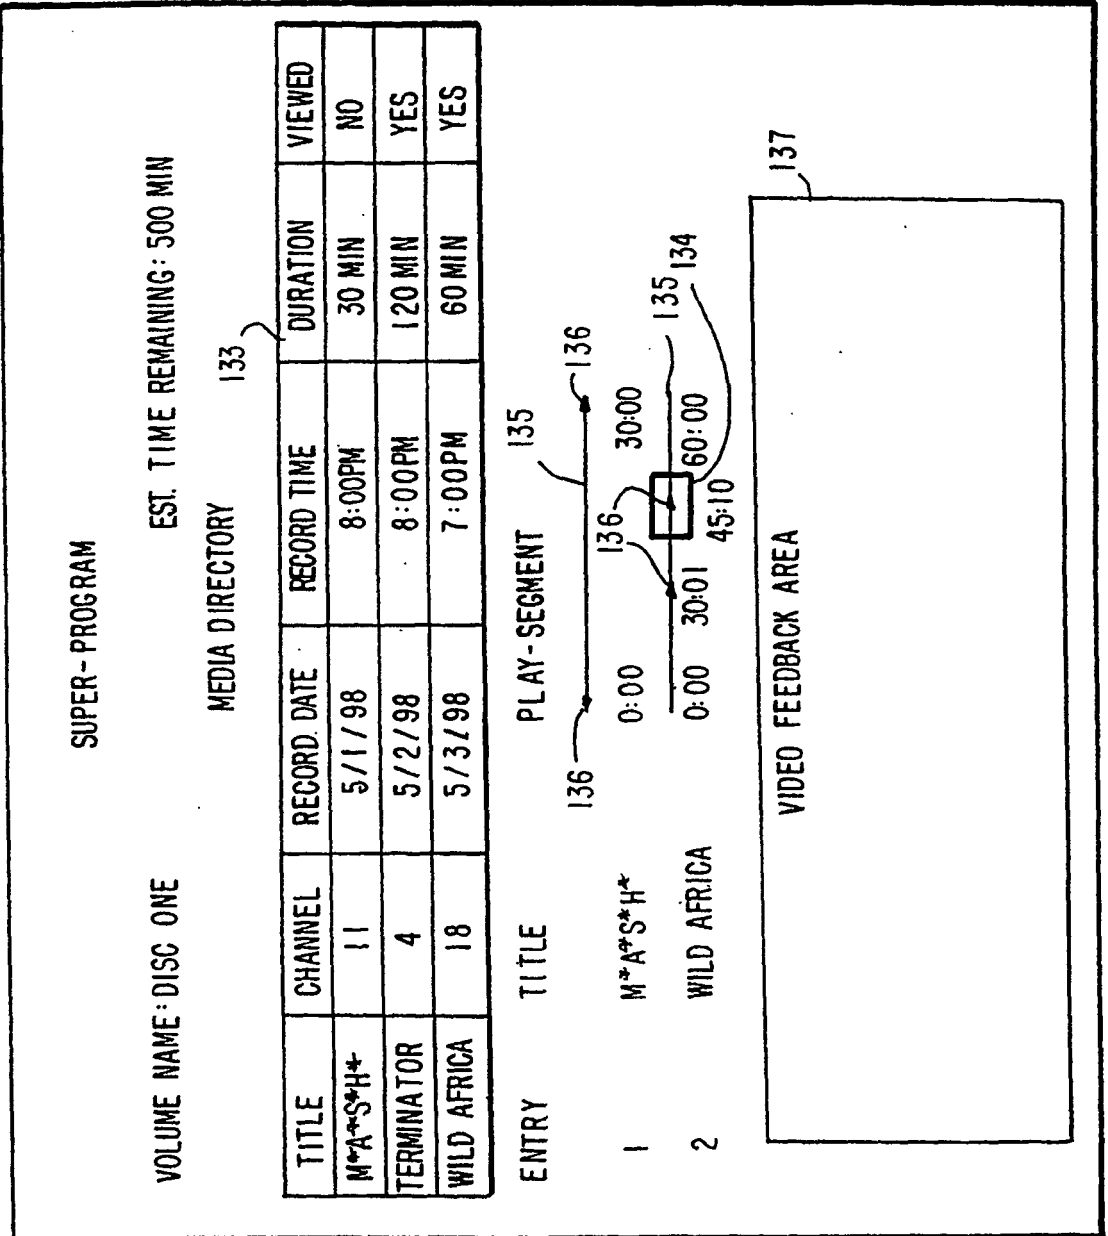 SUPER-PROGRAM
VOLUME NAME: DISC ONE EST. TIME REMAINING: 500 MIN
MEDIA DIRECTORY 133
TITLE CHANNEL RECORD. DATE RECORD TIME DURATION VIEWED
M*A*S*H* 11 5/1/98 8:00PM 30 MIN NO
TERMINATOR 4 5/2/98 8:00PM 120 MIN YES
WILD AFRICA 18 5/3/98 7:00PM 60 MIN YES
ENTRY TITLE PLAY-SEGMENT 135
136 136
1 M*A*S*H* 0:00 136 30:00
135 134
2 WILD AFRICA 0:00 30:01 60:00
45:10
137
VIDEO FEEDBACK AREA